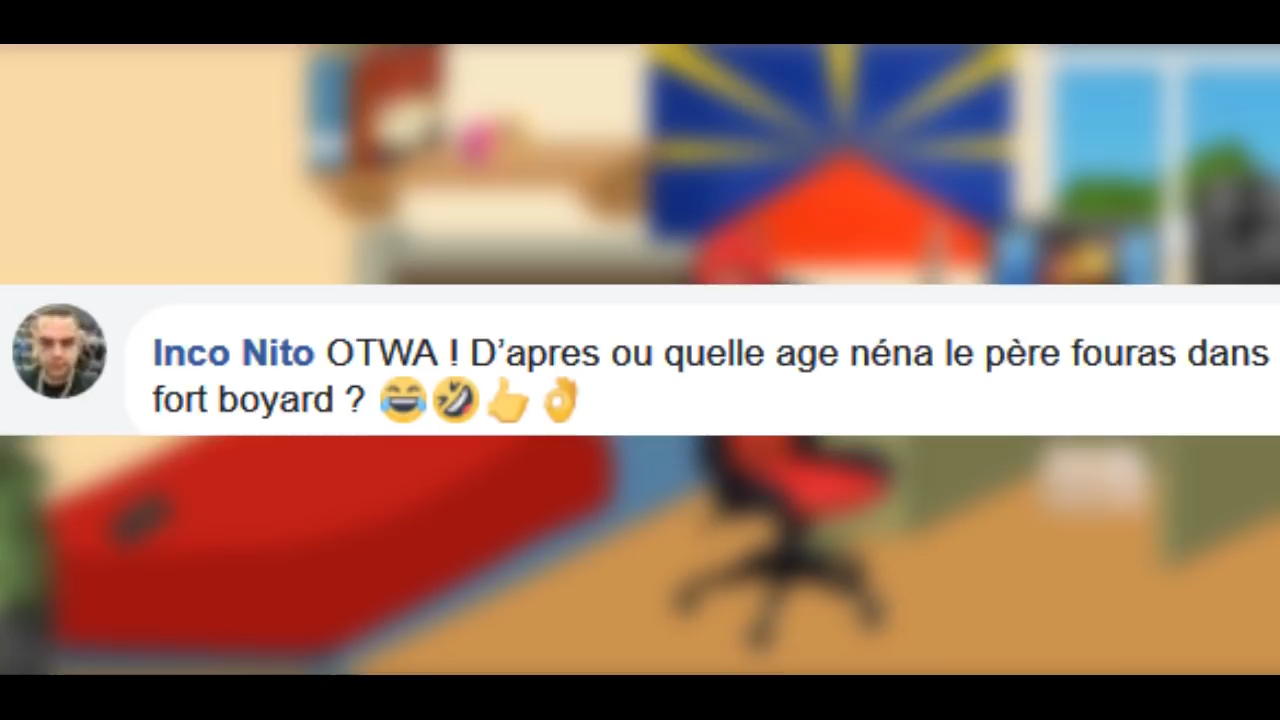 Inco Nito OTWA ! D’apres ou quelle age néna le père fouras dans
fort boyard ? 😂🤣👍👌